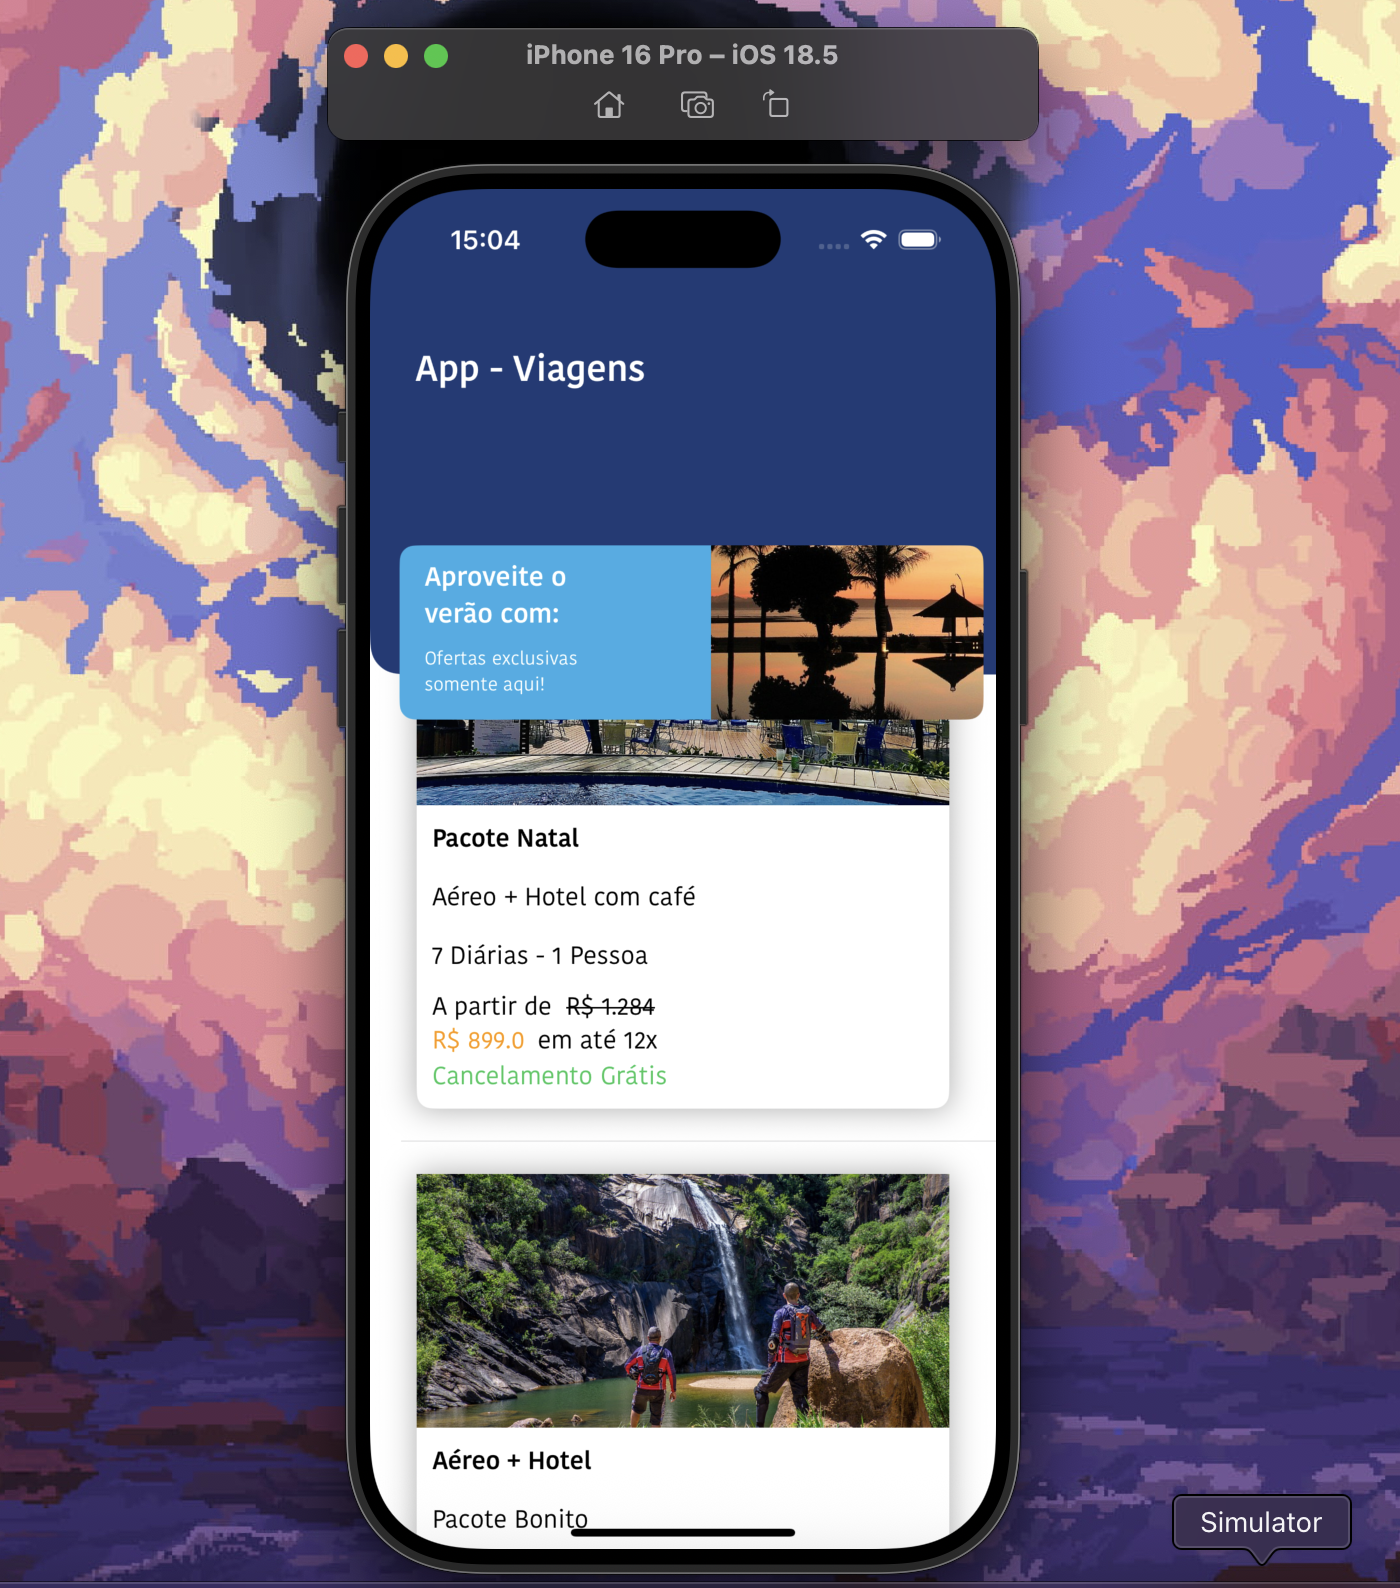 iPhone 16 Pro – iOS 18.5
15:04
App - Viagens
Aproveite o
verão com:
Ofertas exclusivas
somente aqui!
Pacote Natal
Aéreo + Hotel com café
7 Diárias - 1 Pessoa
A partir de R$ 1.284
R$ 899.0 em até 12x
Cancelamento Grátis
Aéreo + Hotel
Pacote Bonito
Simulator